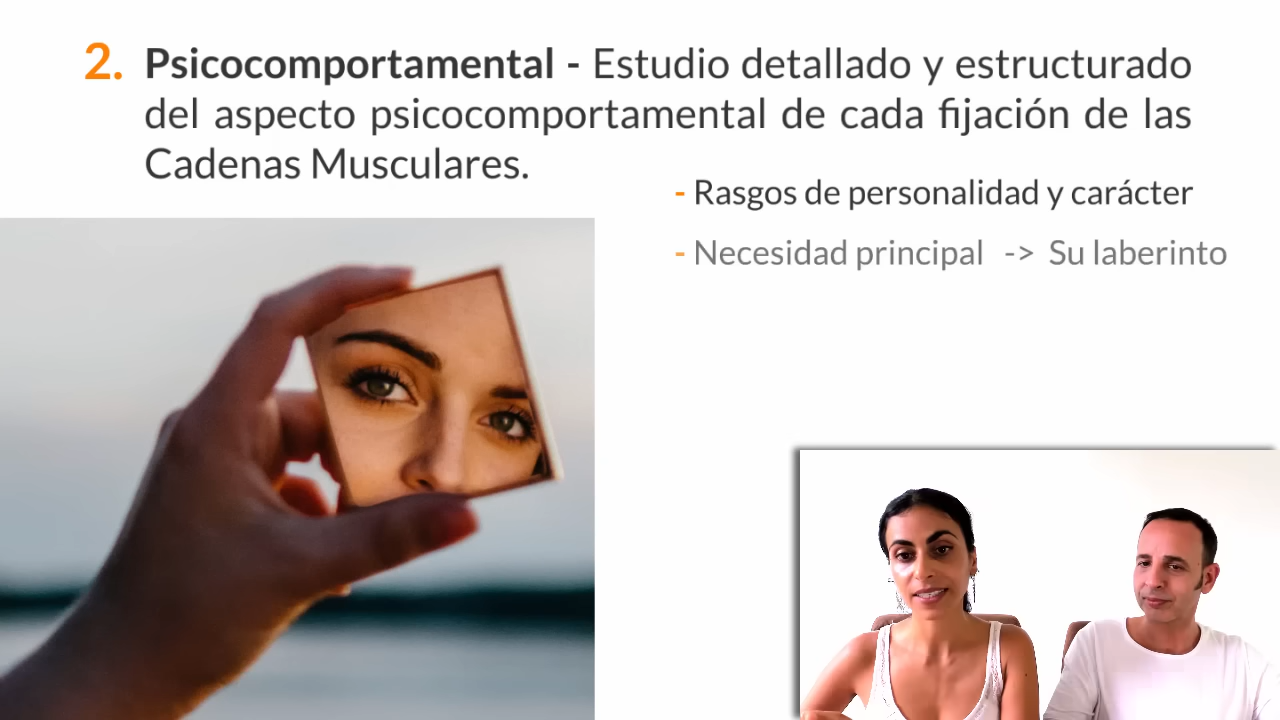 2. Psicocomportamental - Estudio detallado y estructurado
del aspecto psicocomportamental de cada fijación de las
Cadenas Musculares.
- Rasgos de personalidad y carácter
- Necesidad principal -> Su laberinto